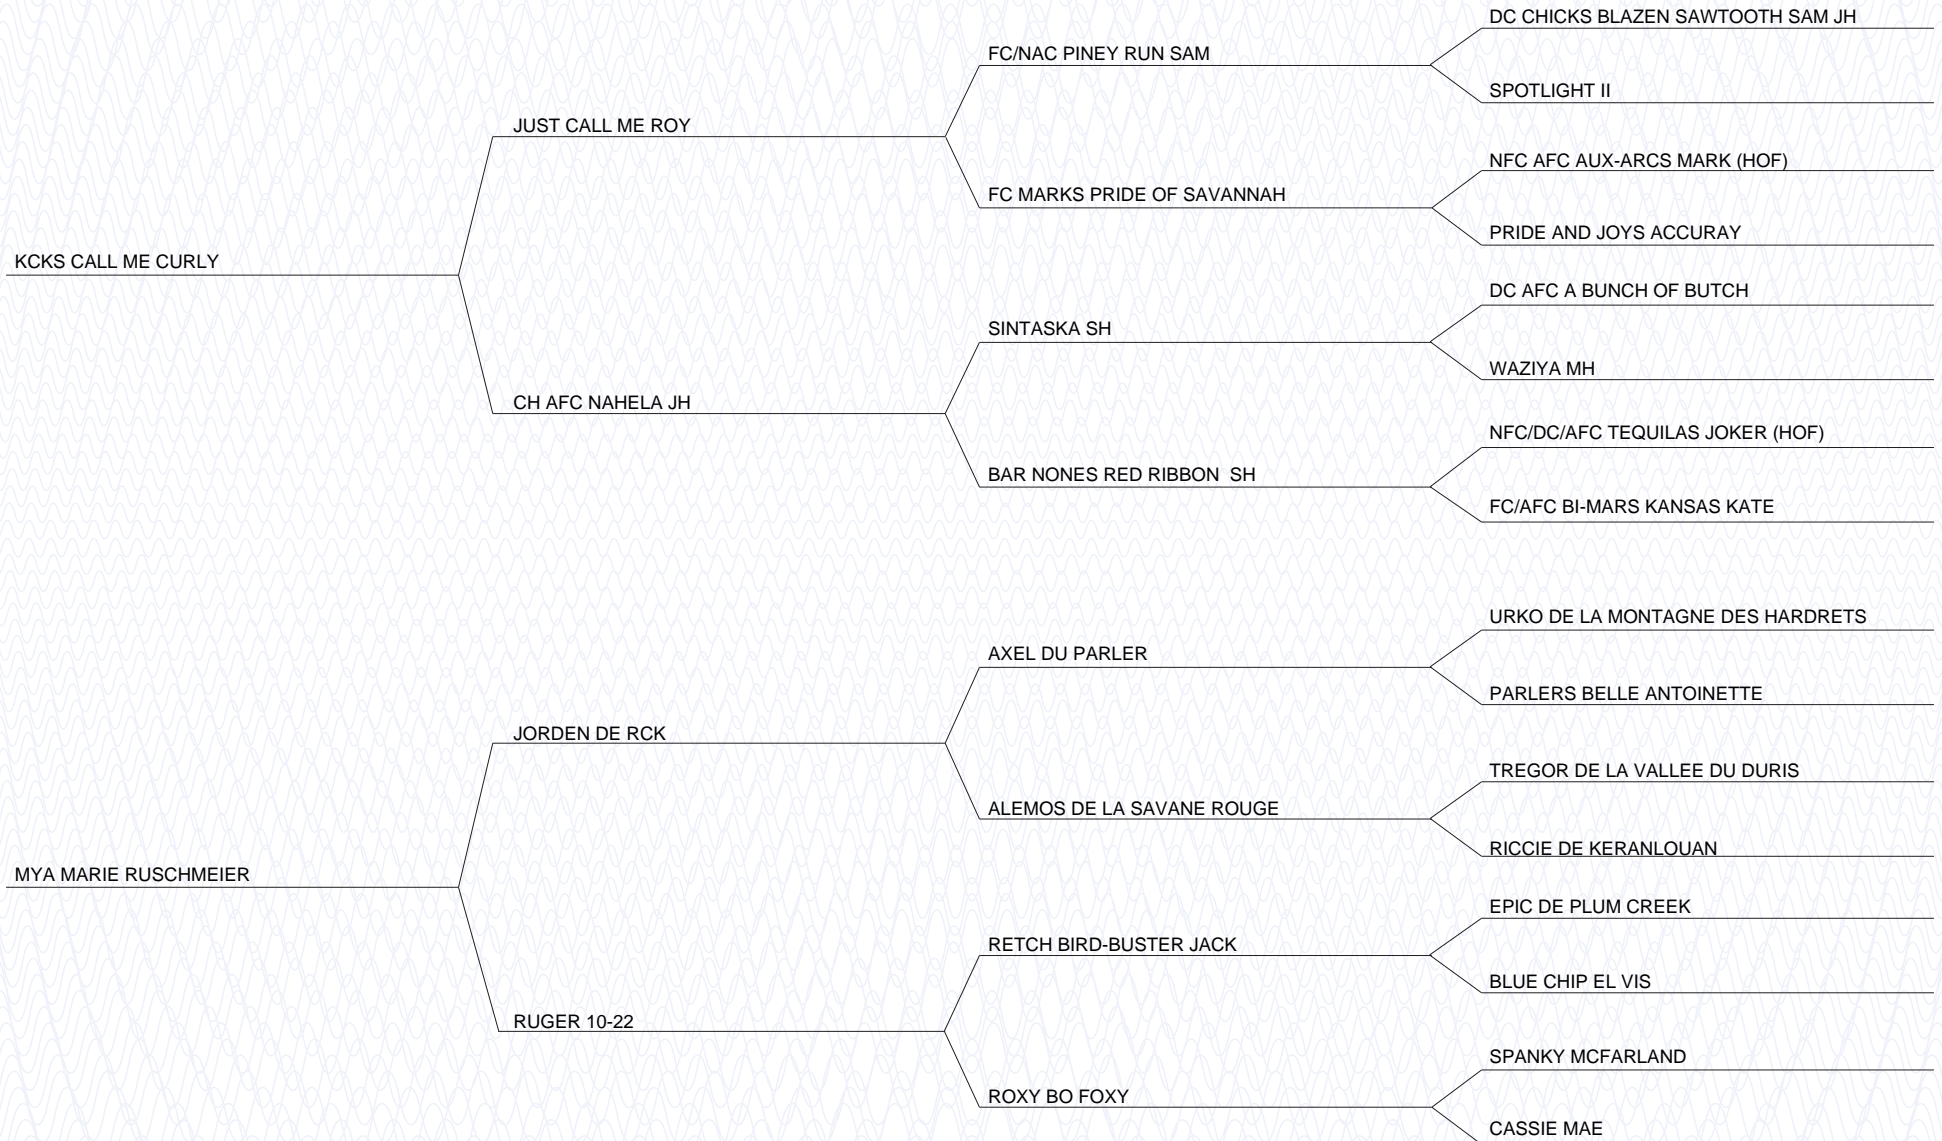 DC CHICKS BLAZEN SAWTOOTH SAM JH
FC/NAC PINEY RUN SAM
SPOTLIGHT II
JUST CALL ME ROY
NFC AFC AUX-ARCS MARK (HOF)
FC MARKS PRIDE OF SAVANNAH
PRIDE AND JOYS ACCURAY
KCKS CALL ME CURLY
DC AFC A BUNCH OF BUTCH
SINTASKA SH
WAZIYA MH
CH AFC NAHELA JH
NFC/DC/AFC TEQUILAS JOKER (HOF)
BAR NONES RED RIBBON  SH
FC/AFC BI-MARS KANSAS KATE
URKO DE LA MONTAGNE DES HARDRETS
AXEL DU PARLER
PARLERS BELLE ANTOINETTE
JORDEN DE RCK
TREGOR DE LA VALLEE DU DURIS
ALEMOS DE LA SAVANE ROUGE
RICCIE DE KERANLOUAN
MYA MARIE RUSCHMEIER
EPIC DE PLUM CREEK
RETCH BIRD-BUSTER JACK
BLUE CHIP EL VIS
RUGER 10-22
SPANKY MCFARLAND
ROXY BO FOXY
CASSIE MAE